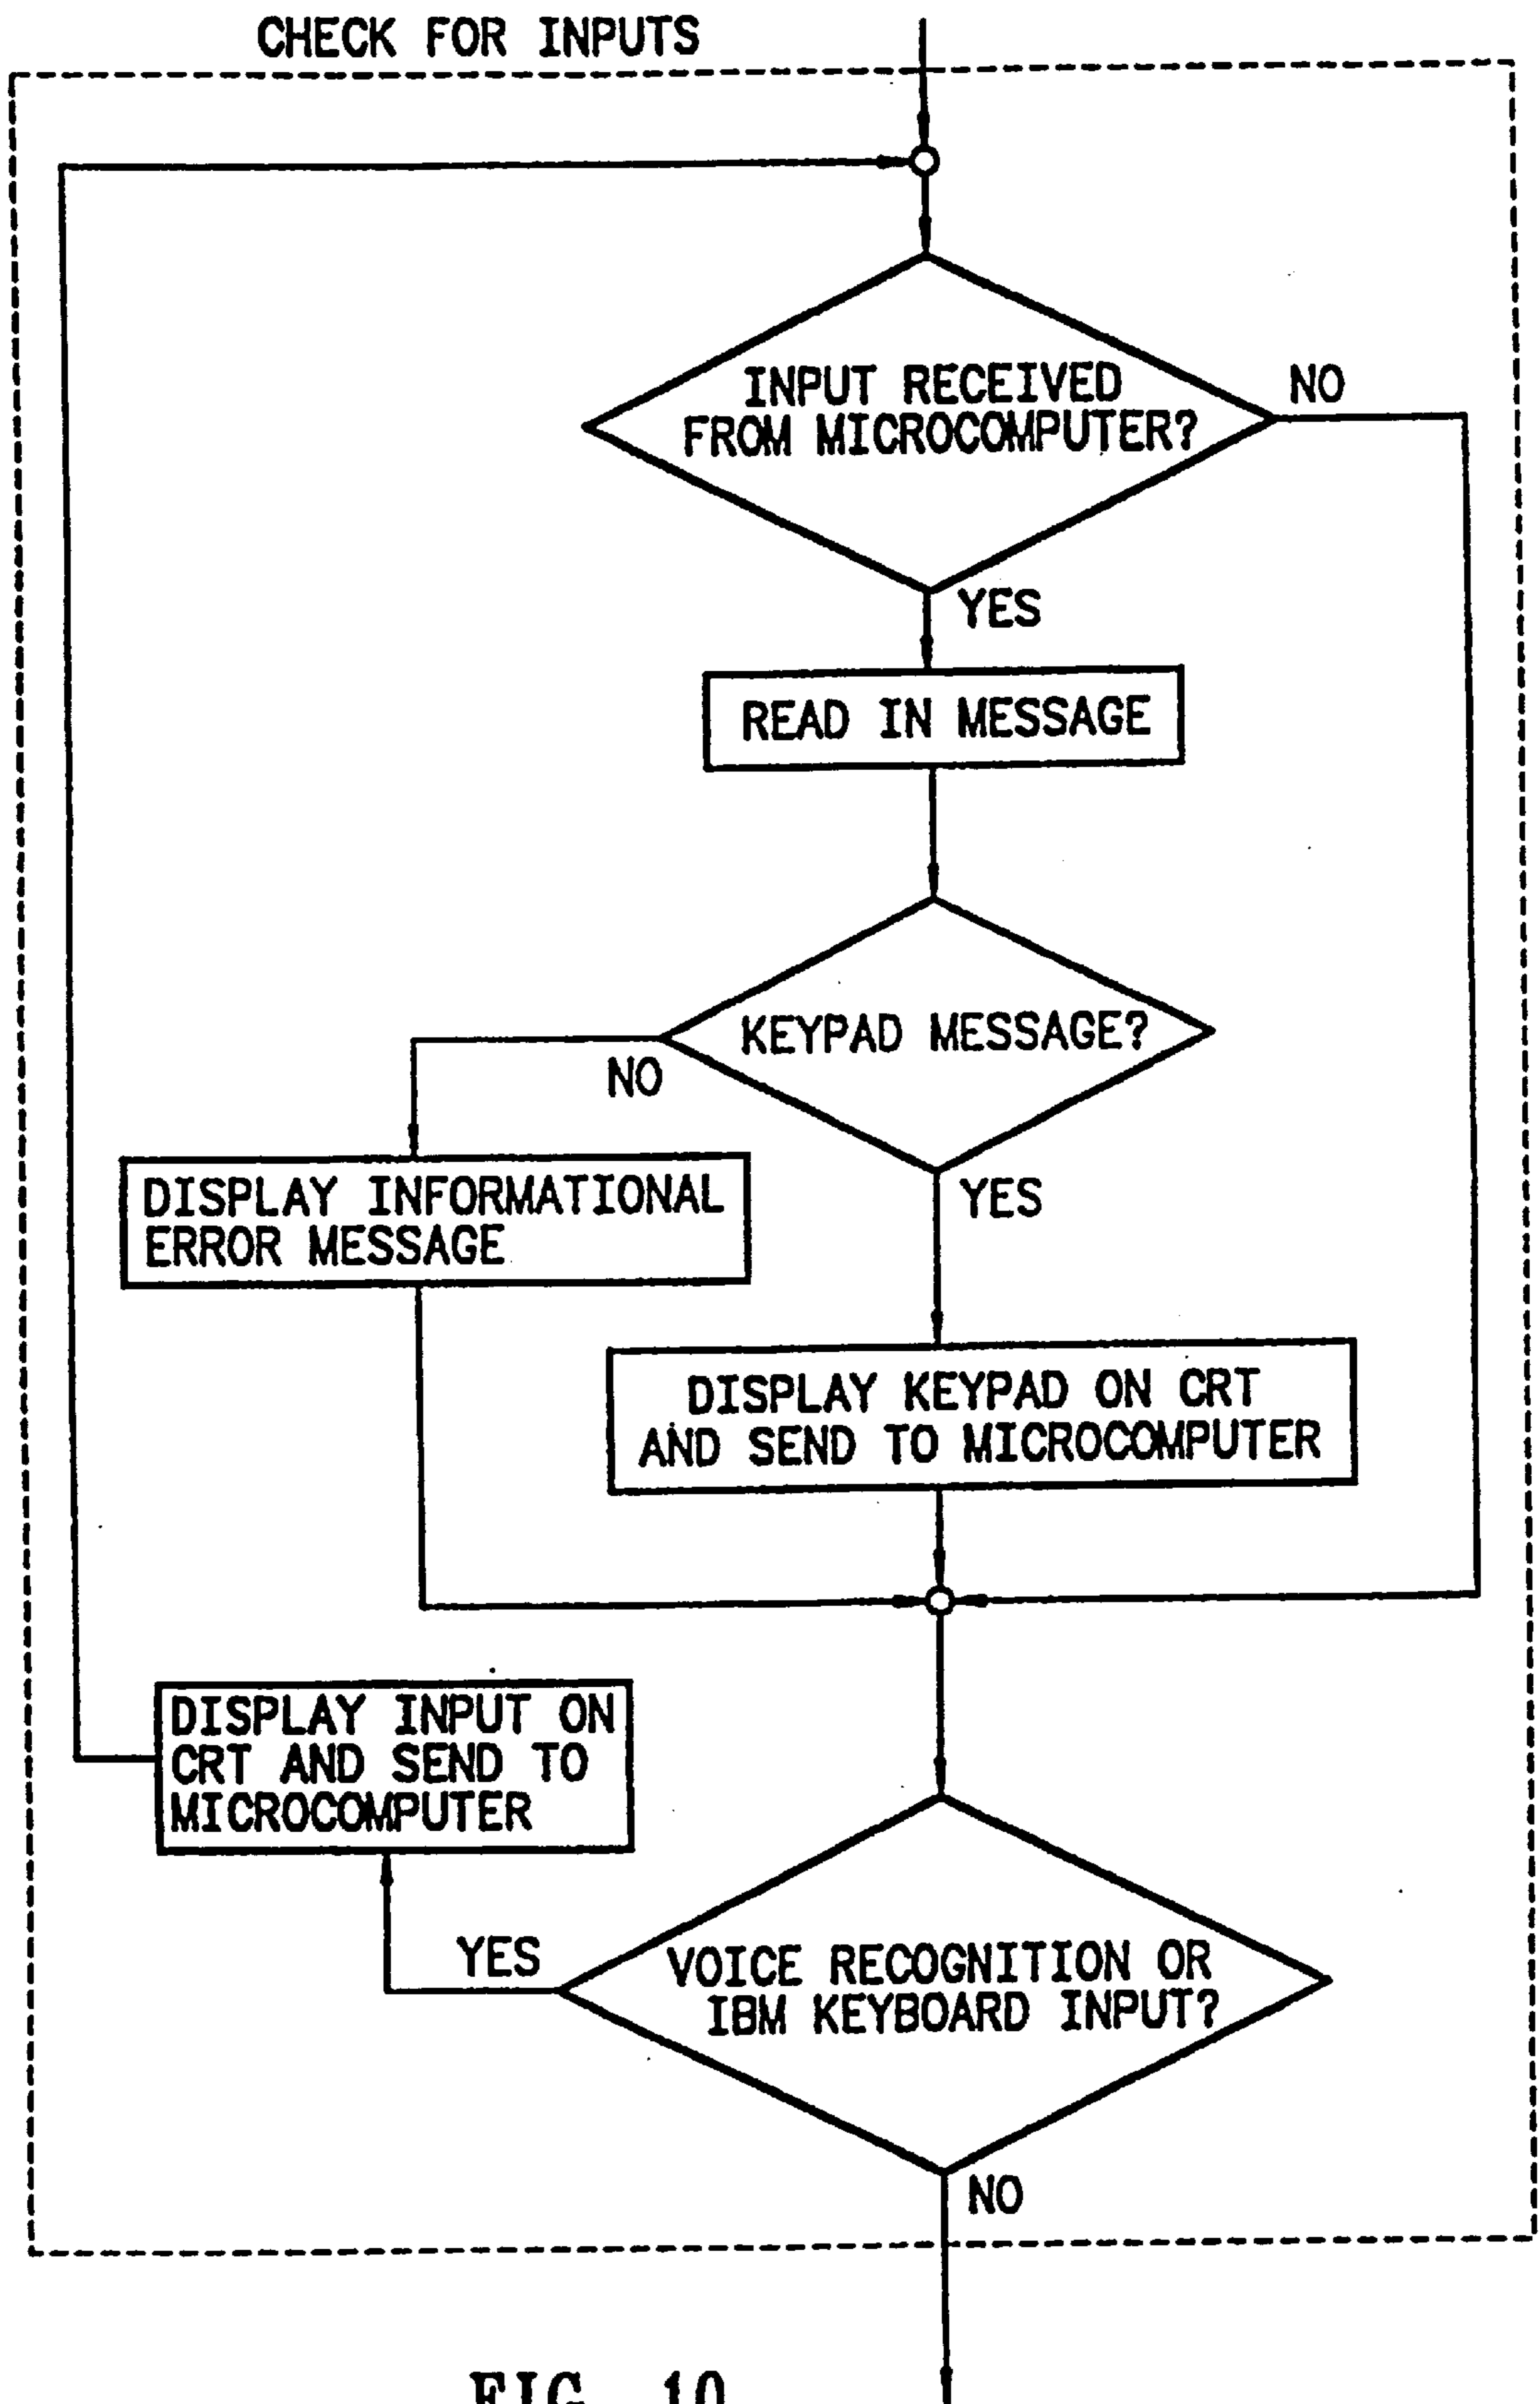 CHECK FOR INPUTS
INPUT RECEIVED
FROM MICROCOMPUTER?
NO
YES
READ IN MESSAGE
KEYPAD MESSAGE?
NO
YES
DISPLAY INFORMATIONAL
ERROR MESSAGE
DISPLAY KEYPAD ON CRT
AND SEND TO MICROCOMPUTER
DISPLAY INPUT ON
CRT AND SEND TO
MICROCOMPUTER
YES
VOICE RECOGNITION OR
IBM KEYBOARD INPUT?
NO
FIG. 10